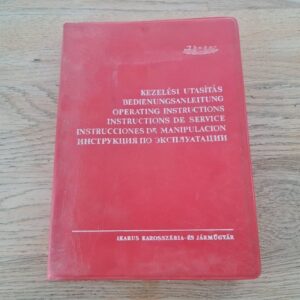 KEZELÉSI UTASÍTÁS
BEDIENUNGSANLEITUNG
OPERATING INSTRUCTIONS
INSTRUCTIONS DE SERVICE
INSTRUCCIONES DE MANIPULACION
ИНСТРУКЦИЯ ПО ЭКСПЛУАТАЦИИ
IKARUS KAROSSZÉRIA- ÉS JÁRMŰGYÁR